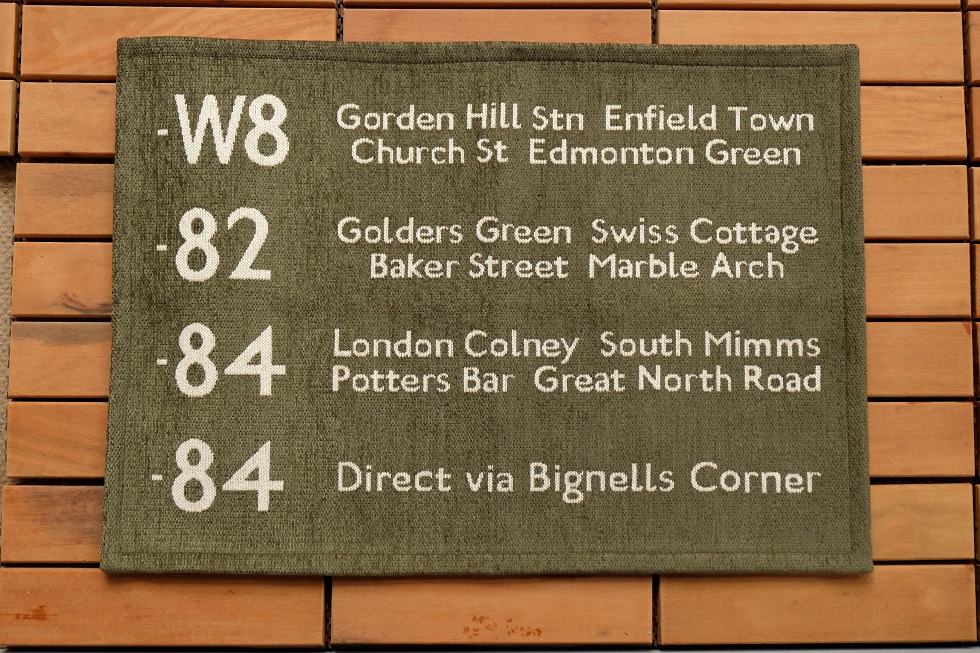 -W8 Gorden Hill Stn Enfield Town
Church St Edmonton Green
-82 Golders Green Swiss Cottage
Baker Street Marble Arch
-84 London Colney South Mimms
Potters Bar Great North Road
-84 Direct via Bignells Corner